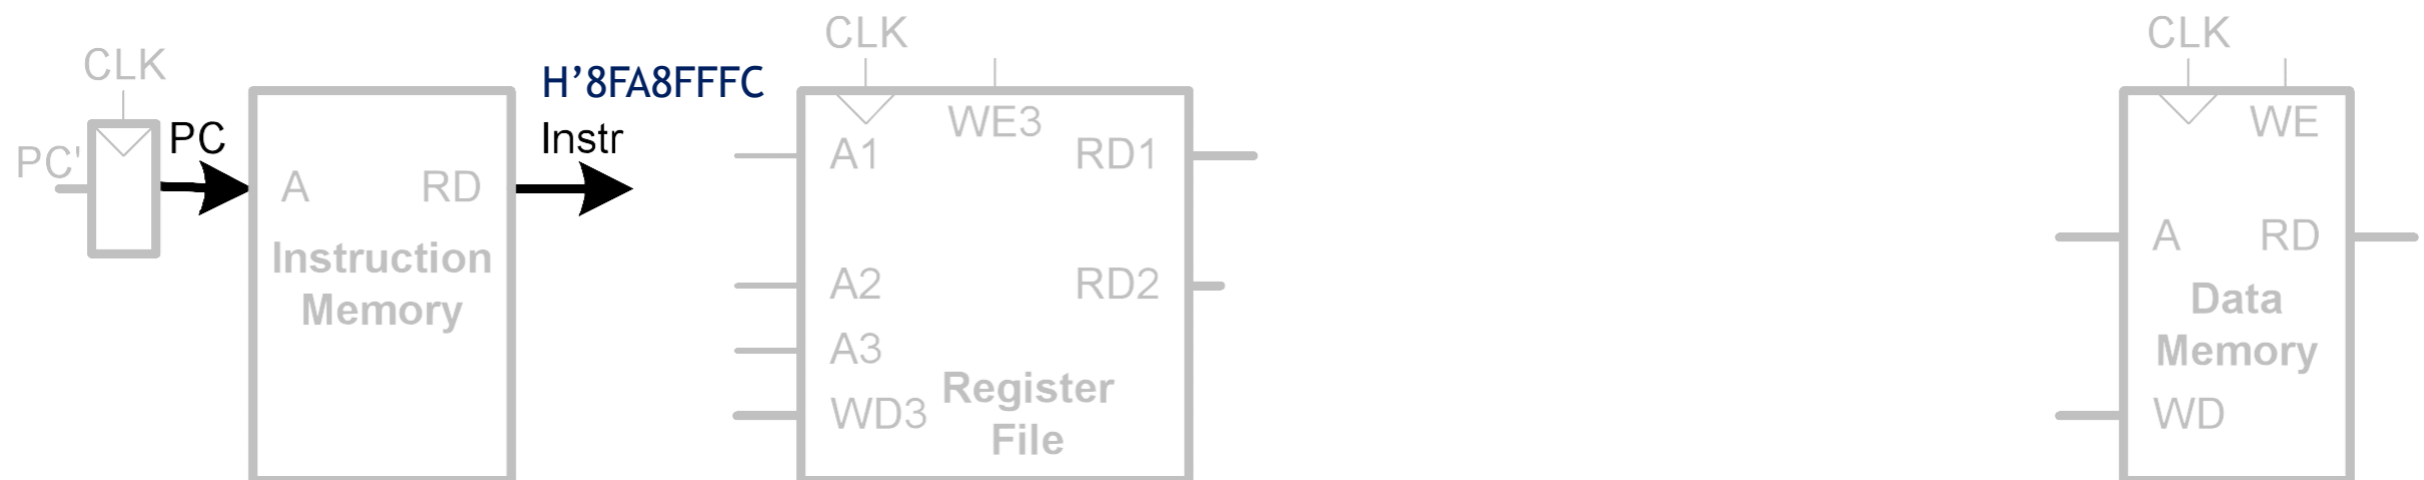 CLK
PC'
PC
A
RD
Instruction
Memory
H’8FA8FFFC
Instr
CLK
WE3
A1
RD1
A2
RD2
A3
WD3
Register
File
CLK
WE
A
RD
Data
Memory
WD